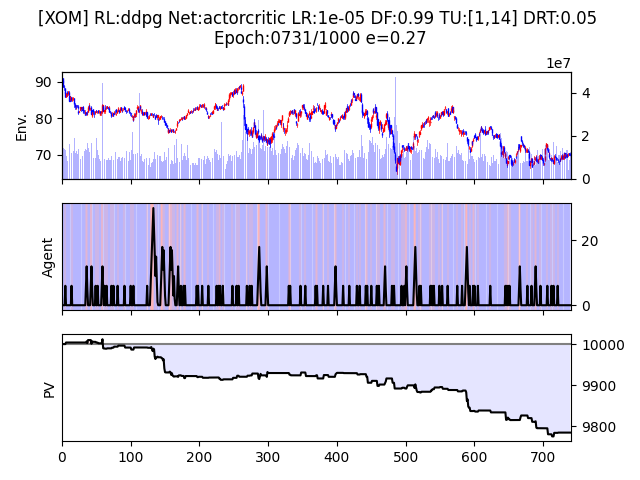 [XOM] RL:ddpg Net:actorcritic LR:1e-05 DF:0.99 TU:[1,14] DRT:0.05
Epoch:0731/1000 e=0.27
1e7
90
80
70
Env.
4
2
0
Agent
20
0
PV
10000
9900
9800
0 100 200 300 400 500 600 700